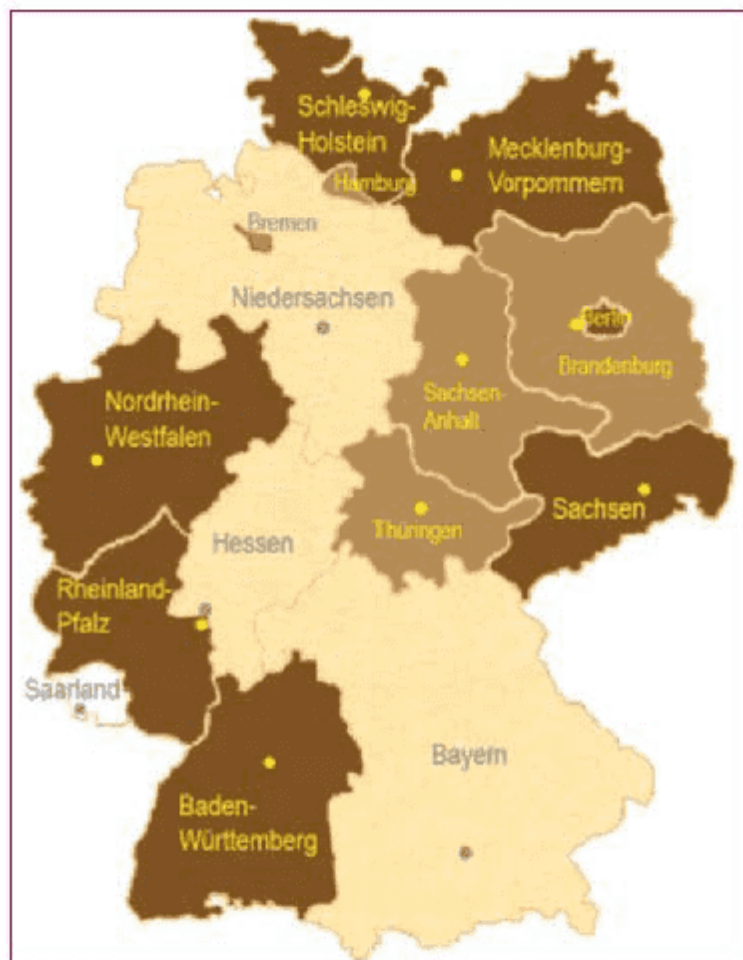 Schleswig-
Holstein
Mecklenburg-
Vorpommern
Hamburg
Bremen
Niedersachsen
Berlin
Brandenburg
Sachsen-
Anhalt
Nordrhein-
Westfalen
Sachsen
Thüringen
Hessen
Rheinland-
Pfalz
Saarland
Bayern
Baden-
Württemberg